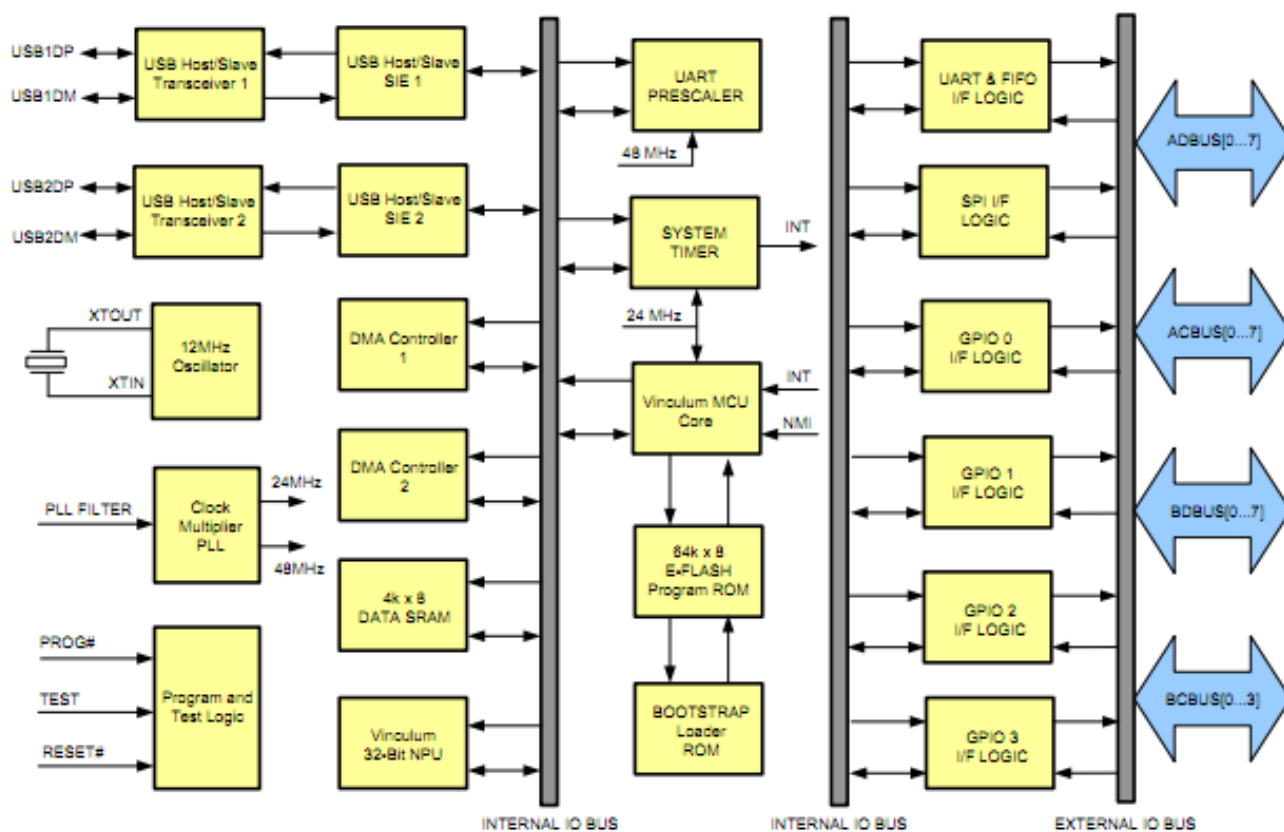 USB1DP
USB1DM
USB Host/Slave
Transceiver 1
USB Host/Slave
SIE 1
USB2DP
USB2DM
USB Host/Slave
Transceiver 2
USB Host/Slave
SIE 2
XTOUT
XTIN
12MHz
Oscillator
DMA Controller
1
PLL FILTER
Clock
Multiplier
PLL
24MHz
48MHz
DMA Controller
2
4k x 8
DATA SRAM
PROG#
TEST
RESET#
Program and
Test Logic
Vinculum
32-Bit NPU
INTERNAL IO BUS
UART
PRESCALER
48 MHz
SYSTEM
TIMER
INT
24 MHz
Vinculum MCU
Core
INT
NMI
64k x 8
E-FLASH
Program ROM
BOOTSTRAP
Loader
ROM
INTERNAL IO BUS
UART & FIFO
I/F LOGIC
SPI I/F
LOGIC
GPIO 0
I/F LOGIC
GPIO 1
I/F LOGIC
GPIO 2
I/F LOGIC
GPIO 3
I/F LOGIC
EXTERNAL IO BUS
ADBUS[0...7]
ACBUS[0...7]
BDBUS[0...7]
BCBUS[0...3]